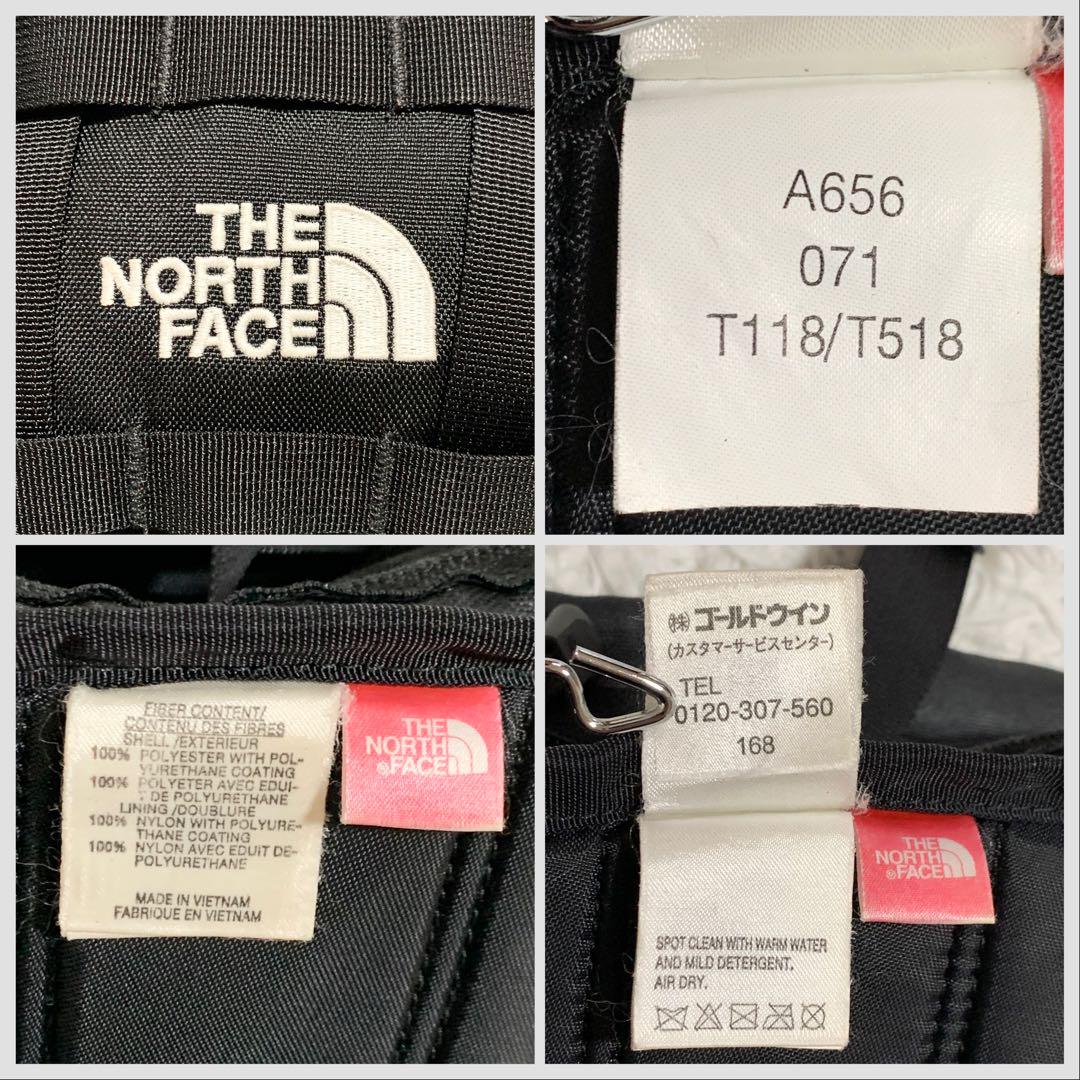 THE
NORTH
FACE
A656
071
T118/T518
FIBER CONTENT/
CONTENU DES FIBRES
SHELL /EXTERIEUR
100% POLYESTER WITH POL-
YURETHANE COATING
100% POLYETER AVEC EDUI-
T DE POLYURETHANE
LINING /DOUBLURE
100% NYLON WITH POLYURE-
THANE COATING
100% NYLON AVEC EDUIT DE-
POLYURETHANE
MADE IN VIETNAM
FABRIQUE EN VIETNAM
THE
NORTH
®FACE
㈱ ゴールドウイン
(カスタマーサービスセンター)
TEL
0120-307-560
168
SPOT CLEAN WITH WARM WATER
AND MILD DETERGENT.
AIR DRY.
THE
NORTH
®FACE